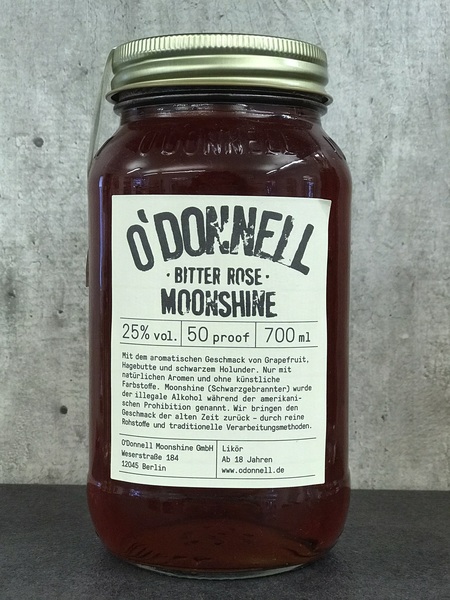 O'DONNELL
O'DONNELL
· BITTER ROSE ·
MOONSHINE
25% vol. 50 proof 700 ml
Mit dem aromatischen Geschmack von Grapefruit,
Hagebutte und schwarzem Holunder. Nur mit
natürlichen Aromen und ohne künstliche
Farbstoffe. Moonshine (Schwarzgebrannter) wurde
der illegale Alkohol während der amerikani-
schen Prohibition genannt. Wir bringen den
Geschmack der alten Zeit zurück - durch reine
Rohstoffe und traditionelle Verarbeitungsmethoden.
O'Donnell Moonshine GmbH
Weserstraße 184
12045 Berlin
Likör
Ab 18 Jahren
www.odonnell.de